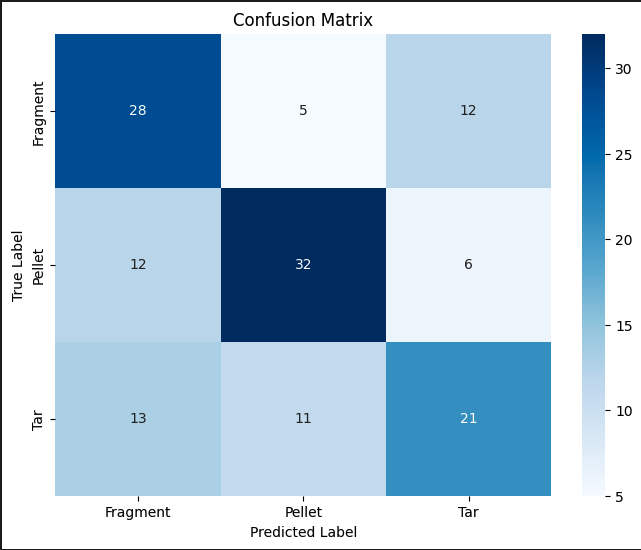 Confusion Matrix
True Label
Fragment
28 5 12
Pellet
12 32 6
Tar
13 11 21
Fragment Pellet Tar
Predicted Label
30
25
20
15
10
5